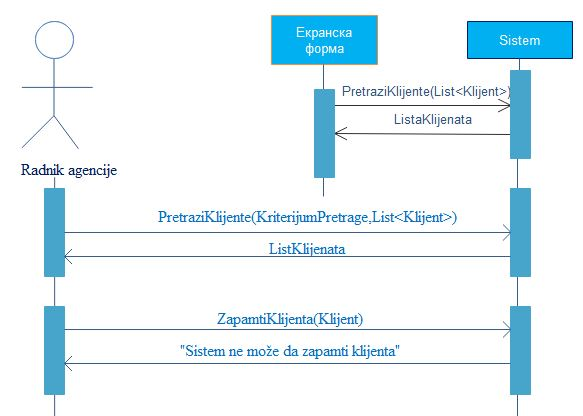 Екранска
форма
Sistem
PretraziKlijente(List<Klijent>)
ListaKlijenata
Radnik agencije
PretraziKlijente(KriterijumPretrage,List<Klijent>)
ListKlijenata
ZapamtiKlijenta(Klijent)
"Sistem ne može da zapamti klijenta"